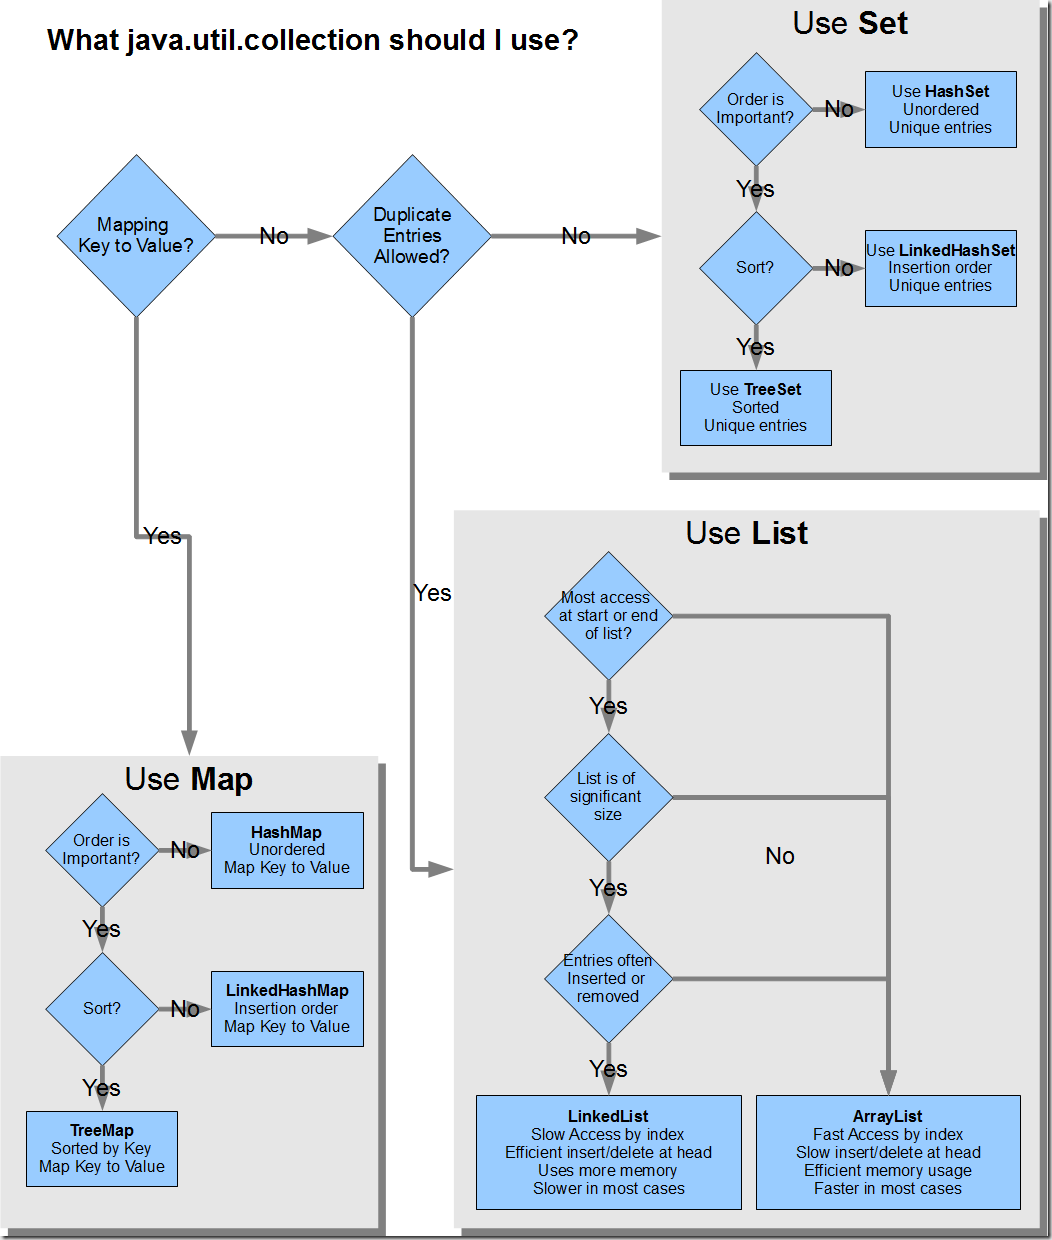 What java.util.collection should I use?
Mapping
Key to Value?
No
Duplicate
Entries
Allowed?
No
Yes
Yes
Use Set
Order is
Important?
No
Use HashSet
Unordered
Unique entries
Yes
Sort?
No
Use LinkedHashSet
Insertion order
Unique entries
Yes
Use TreeSet
Sorted
Unique entries
Use List
Most access
at start or end
of list?
Yes
List is of
significant
size
No
Yes
Entries often
Inserted or
removed
Yes
LinkedList
Slow Access by index
Efficient insert/delete at head
Uses more memory
Slower in most cases
ArrayList
Fast Access by index
Slow insert/delete at head
Efficient memory usage
Faster in most cases
Use Map
Order is
Important?
No
HashMap
Unordered
Map Key to Value
Yes
Sort?
No
LinkedHashMap
Insertion order
Map Key to Value
Yes
TreeMap
Sorted by Key
Map Key to Value